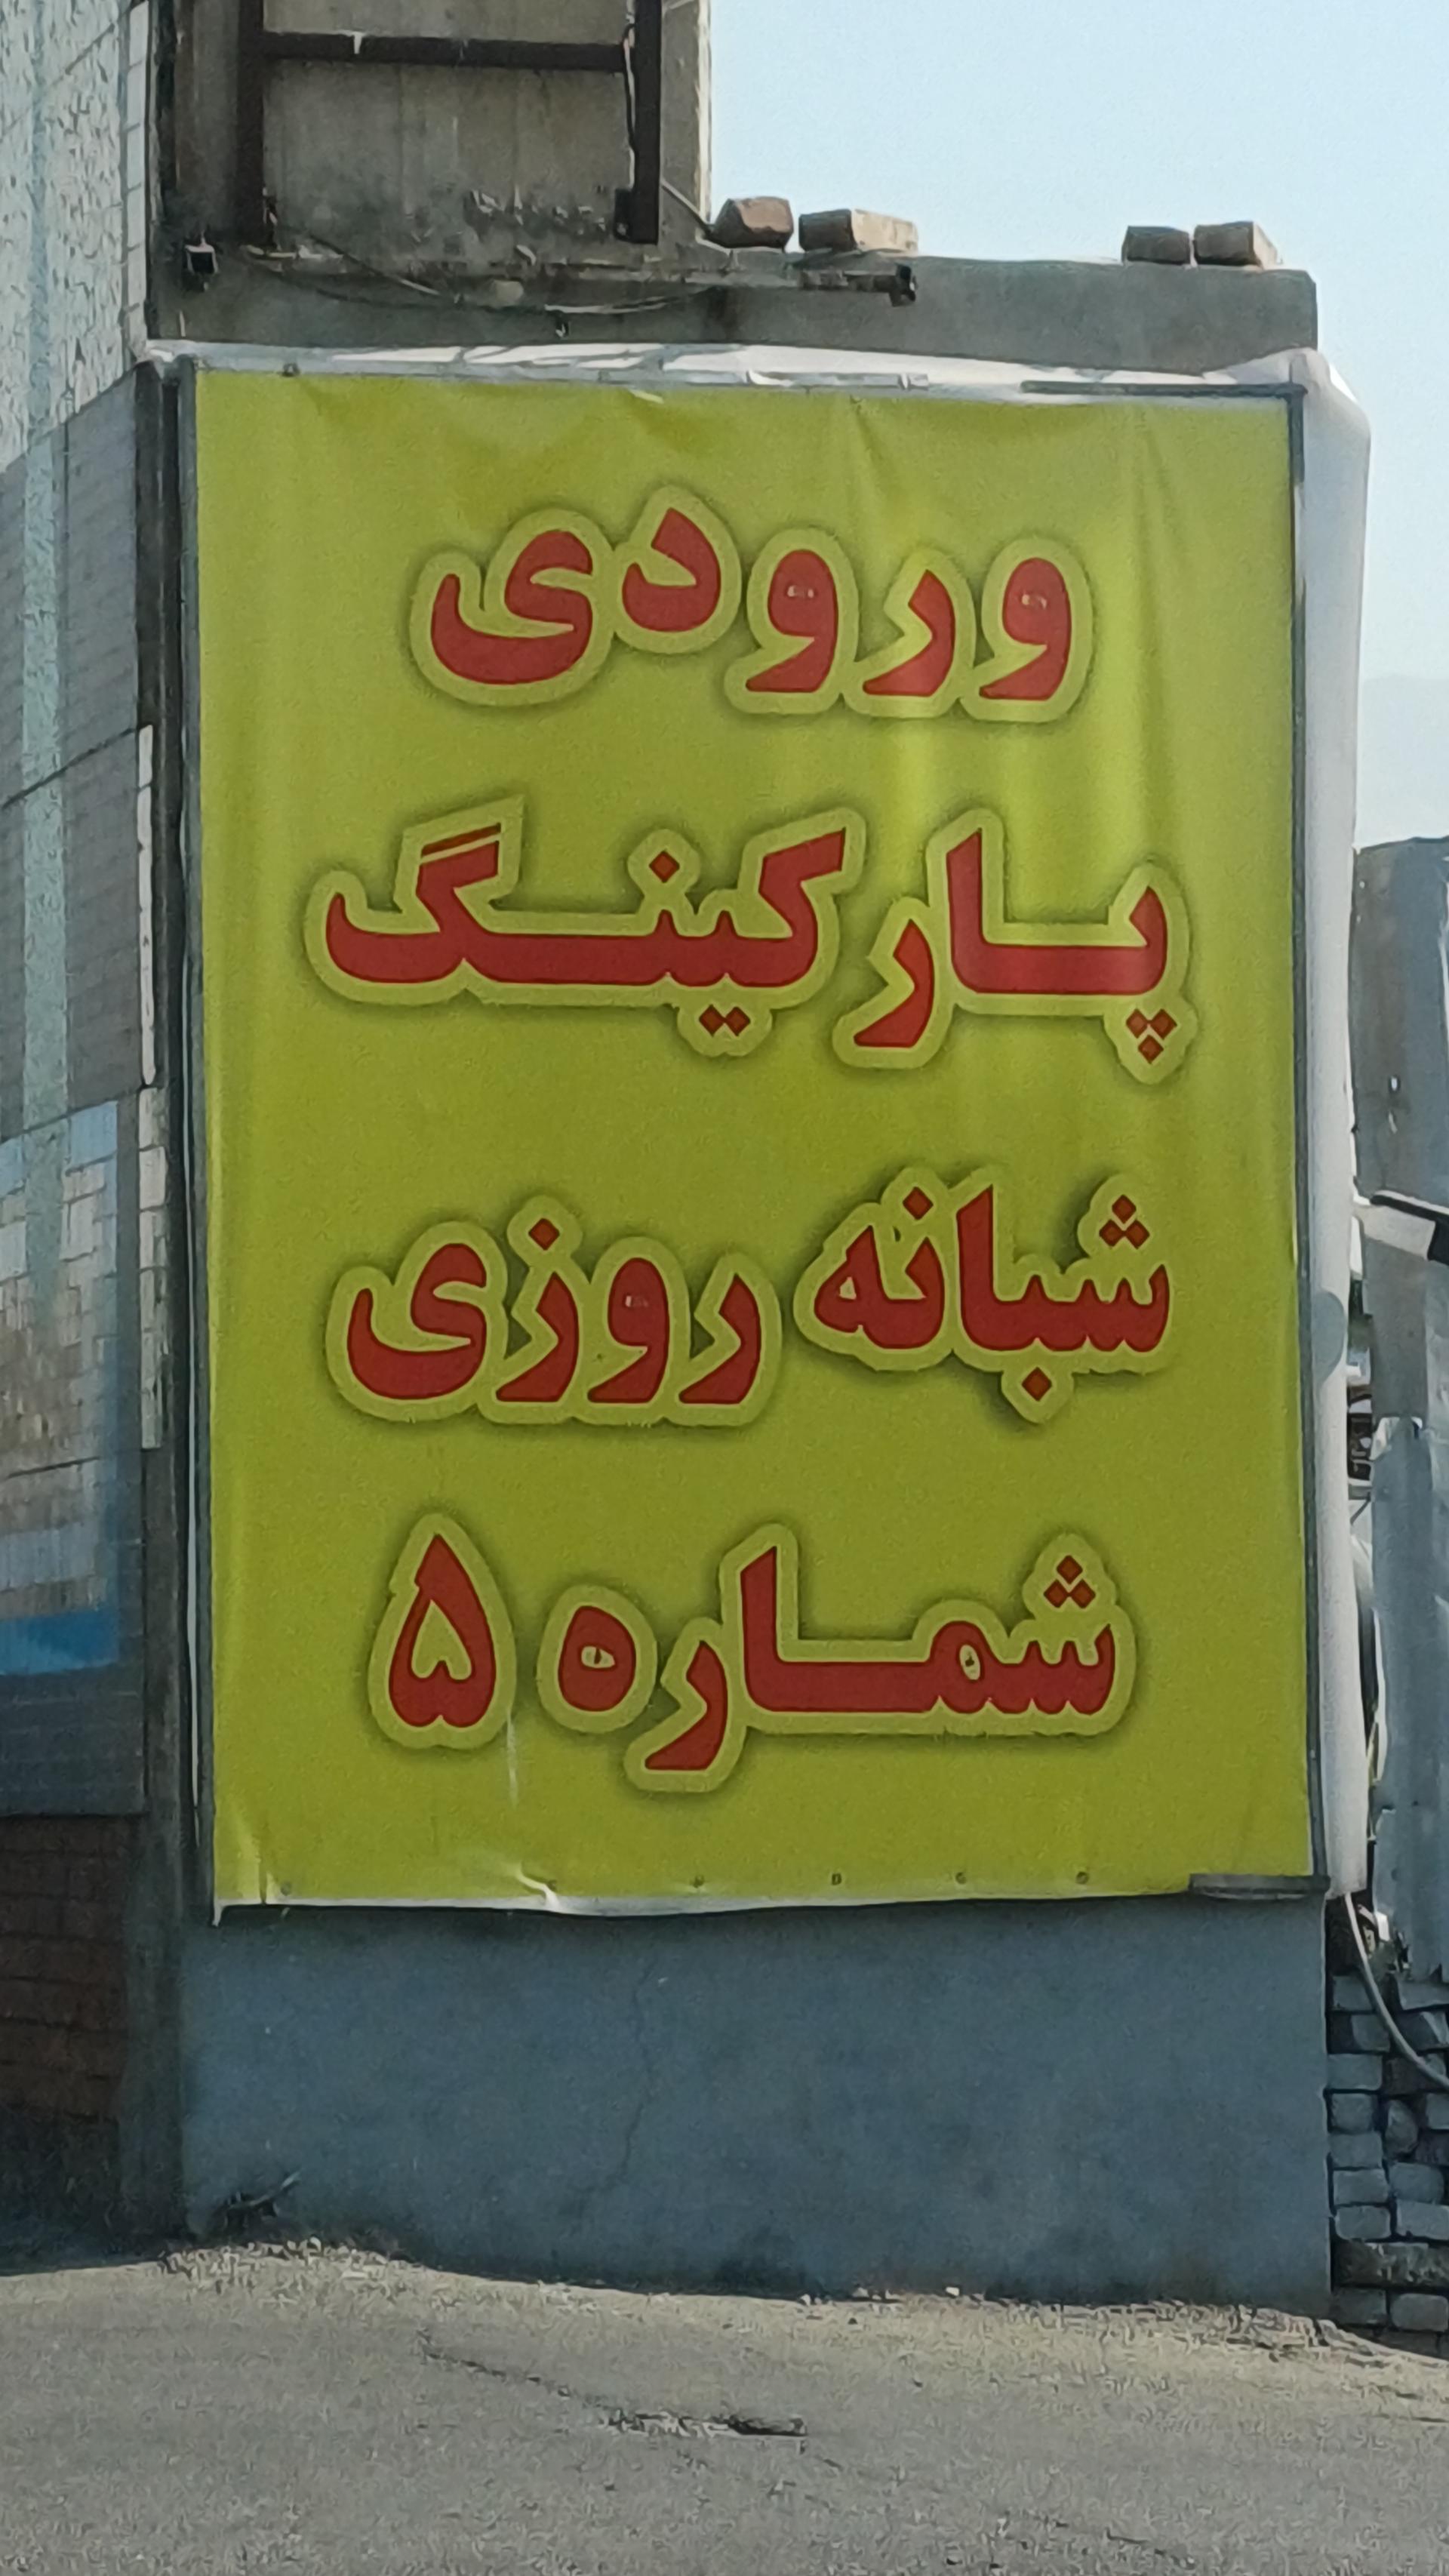 ورودی
پارکینگ
شبانه روزی
شماره ۵